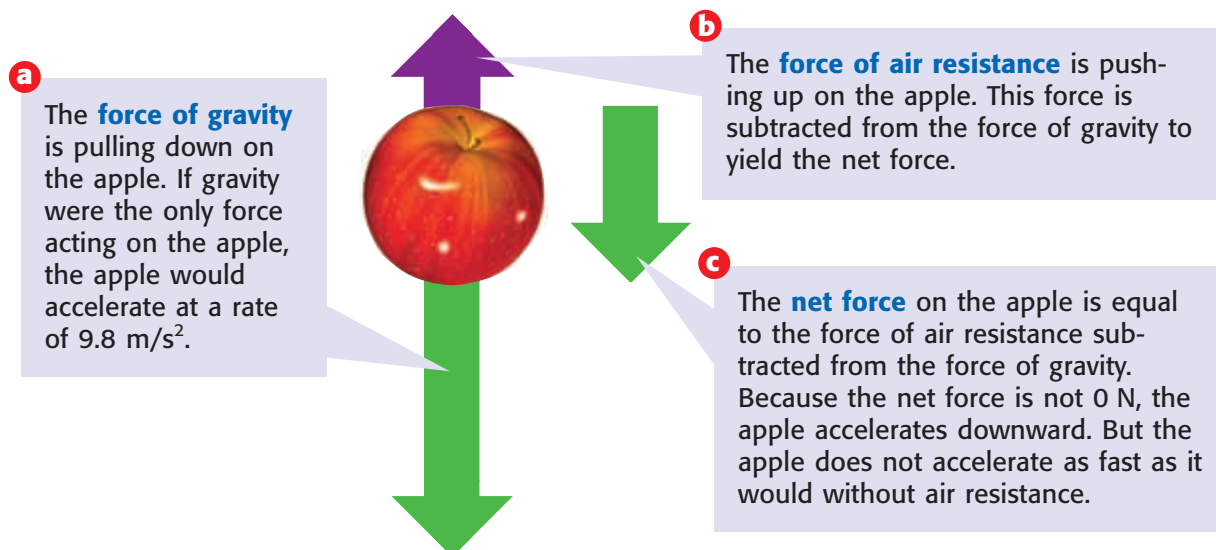 a
The force of gravity
is pulling down on
the apple. If gravity
were the only force
acting on the apple,
the apple would
accelerate at a rate
of 9.8 m/s².
b
The force of air resistance is push-
ing up on the apple. This force is
subtracted from the force of gravity to
yield the net force.
c
The net force on the apple is equal
to the force of air resistance sub-
tracted from the force of gravity.
Because the net force is not 0 N, the
apple accelerates downward. But the
apple does not accelerate as fast as it
would without air resistance.